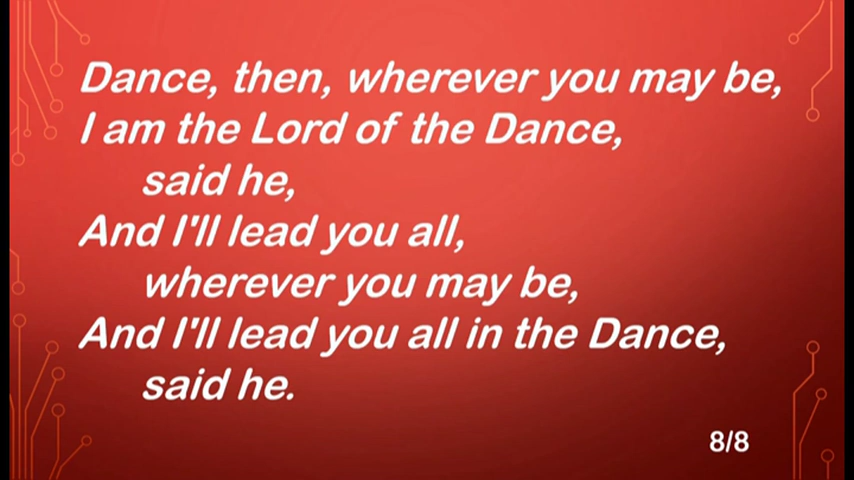 Dance, then, wherever you may be,
I am the Lord of the Dance,
said he,
And I'll lead you all,
wherever you may be,
And I'll lead you all in the Dance,
said he.
8/8